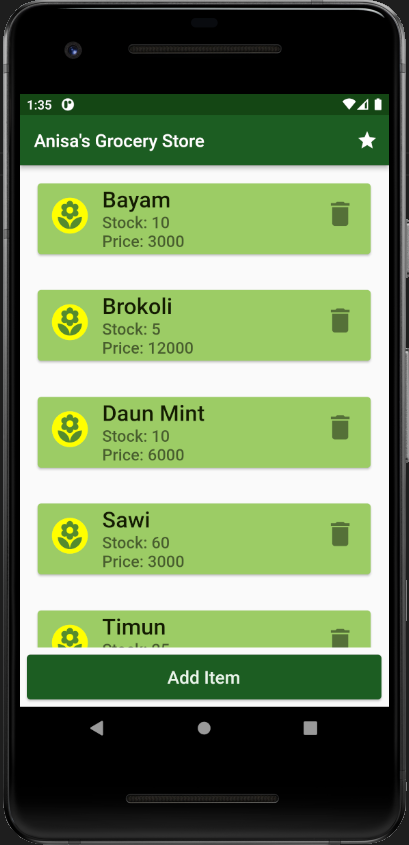 1:35
Anisa's Grocery Store
Bayam
Stock: 10
Price: 3000
Brokoli
Stock: 5
Price: 12000
Daun Mint
Stock: 10
Price: 6000
Sawi
Stock: 60
Price: 3000
Timun
Add Item